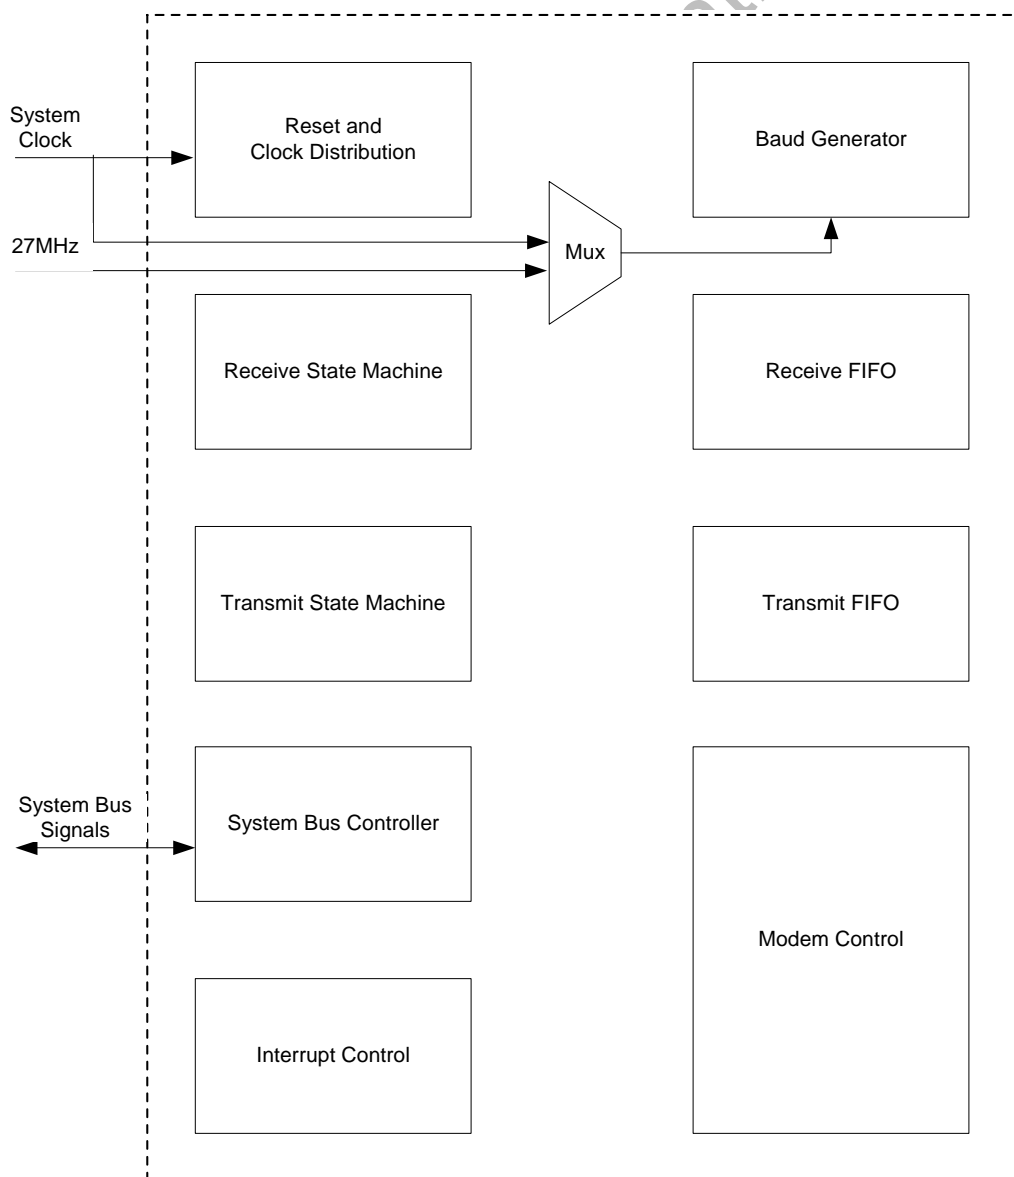 System
Clock
Reset and
Clock Distribution
Baud Generator
27MHz
Mux
Receive State Machine
Receive FIFO
Transmit State Machine
Transmit FIFO
System Bus
Signals
System Bus Controller
Modem Control
Interrupt Control